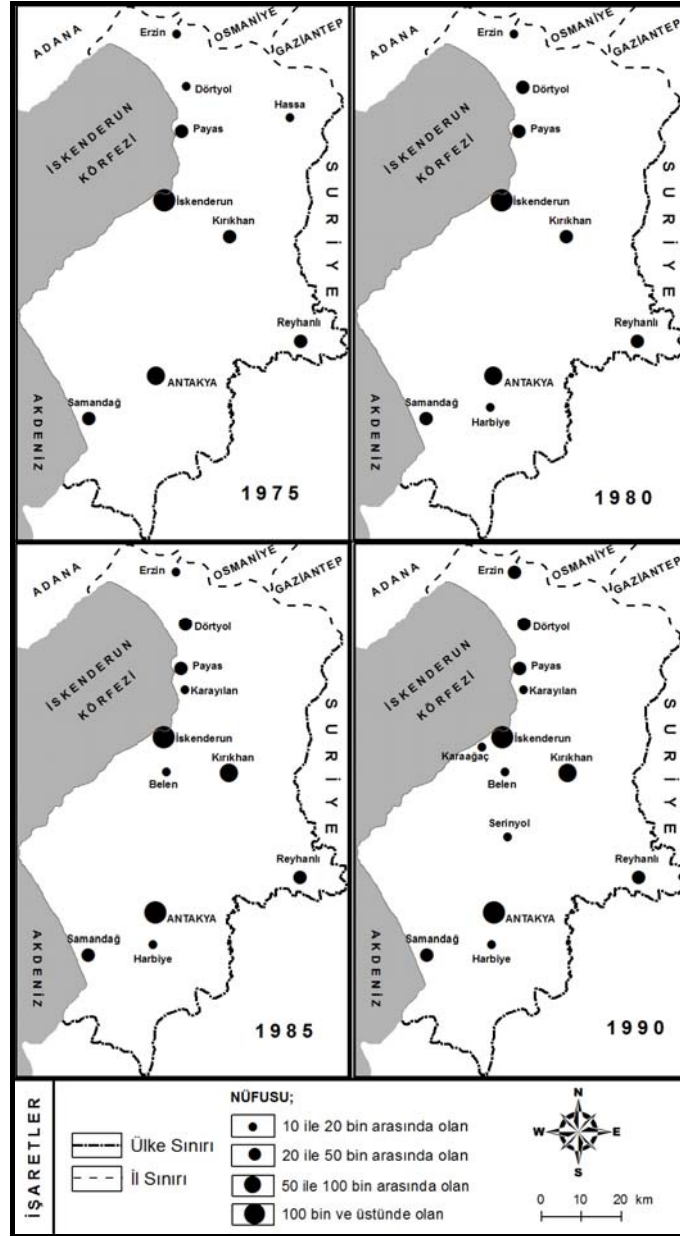 ADANA
Erzin
OSMANİYE
GAZİANTEP
Dörtyol
Hassa
Payas
İSKENDERUN
KÖRFEZİ
SURİYE
İskenderun
Kırıkhan
Reyhanlı
ANTAKYA
Samandağ
AKDENİZ
1975
ADANA
Erzin
OSMANİYE
GAZİANTEP
Dörtyol
Payas
İSKENDERUN
KÖRFEZİ
SURİYE
İskenderun
Kırıkhan
Reyhanlı
ANTAKYA
Samandağ
Harbiye
AKDENİZ
1980
ADANA
Erzin
OSMANİYE
GAZİANTEP
Dörtyol
Payas
Karayılan
İSKENDERUN
KÖRFEZİ
SURİYE
İskenderun
Kırıkhan
Belen
Reyhanlı
ANTAKYA
Samandağ
Harbiye
AKDENİZ
1985
ADANA
Erzin
OSMANİYE
GAZİANTEP
Dörtyol
Payas
Karayılan
İSKENDERUN
KÖRFEZİ
SURİYE
İskenderun
Karaağaç
Kırıkhan
Belen
Serinyol
Reyhanlı
ANTAKYA
Samandağ
Harbiye
AKDENİZ
1990
İŞARETLER
Ülke Sınırı
İl Sınırı
NÜFUSU;
10 ile 20 bin arasında olan
20 ile 50 bin arasında olan
50 ile 100 bin arasında olan
100 bin ve üstünde olan
N
W E
S
0 10 20 km